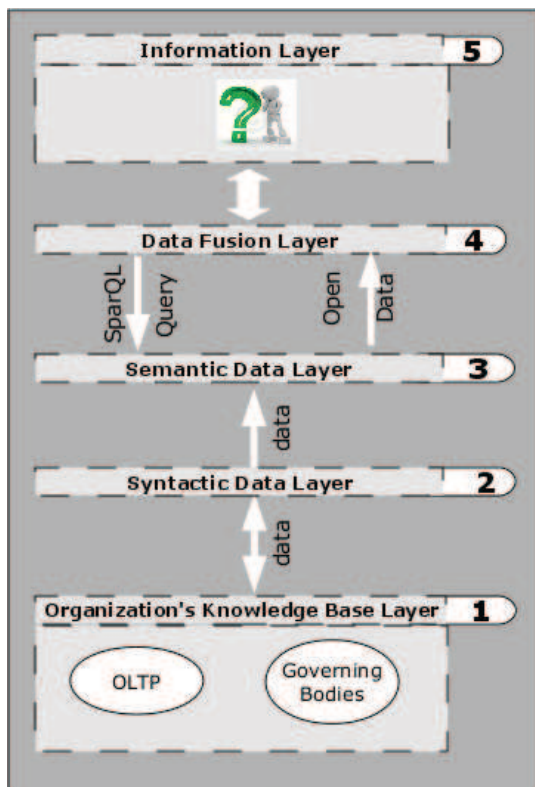 Information Layer 5
?
Data Fusion Layer 4
SparQL
Query
Open
Data
Semantic Data Layer 3
data
Syntactic Data Layer 2
data
Organization's Knowledge Base Layer 1
OLTP
Governing
Bodies